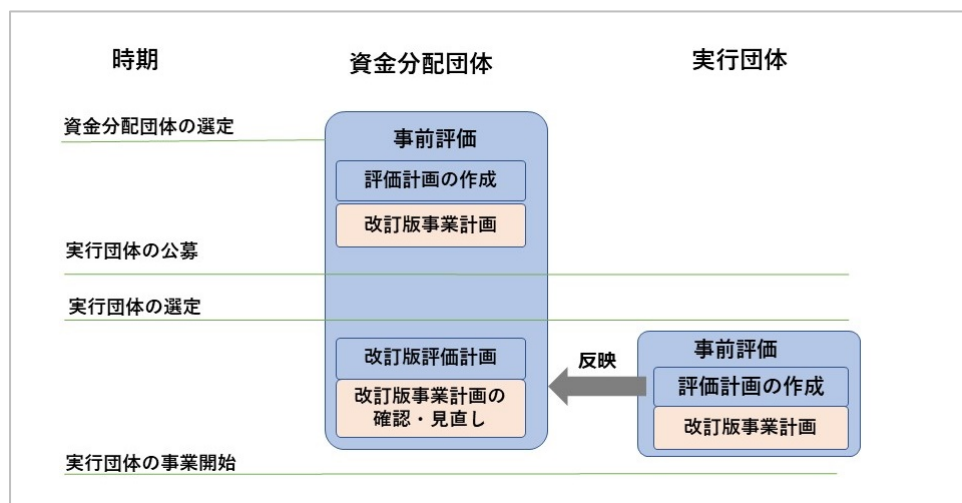 時期
資金分配団体
実行団体
資金分配団体の選定
事前評価
評価計画の作成
改訂版事業計画
実行団体の公募
実行団体の選定
改訂版評価計画
改訂版事業計画の
確認・見直し
反映
事前評価
評価計画の作成
改訂版事業計画
実行団体の事業開始